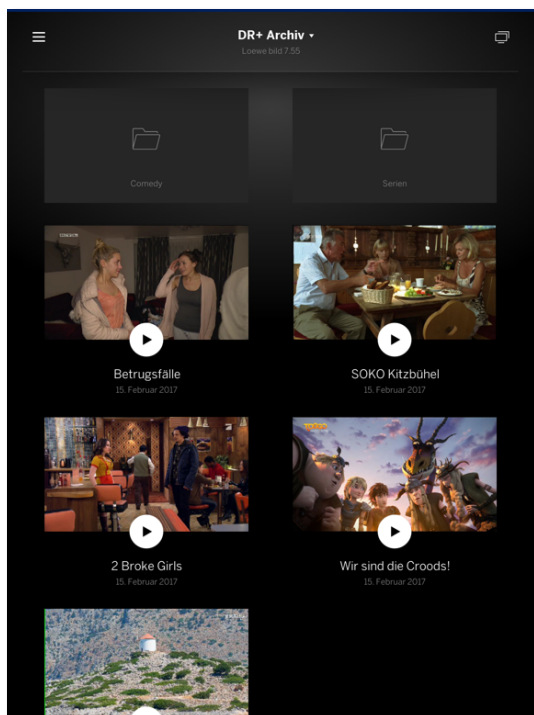 DR+ Archiv
Loewe bild 7.55
Comedy
Serien
Betrugsfälle
15. Februar 2017
SOKO Kitzbühel
15. Februar 2017
2 Broke Girls
15. Februar 2017
Wir sind die Croods!
15. Februar 2017